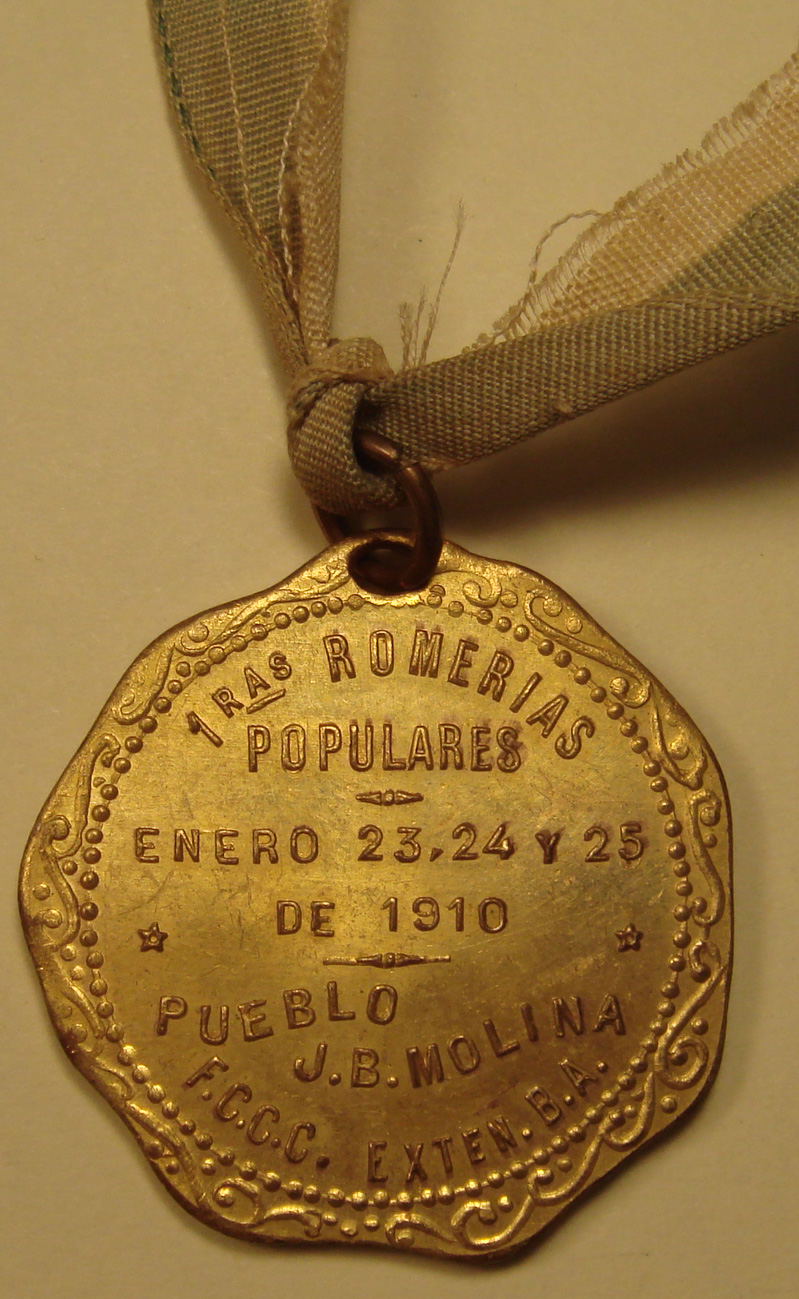 1RAS ROMERIAS
POPULARES
ENERO 23,24 Y 25
DE 1910
PUEBLO
J.B.MOLINA
F.C.C.C. EXTEN. B.A.